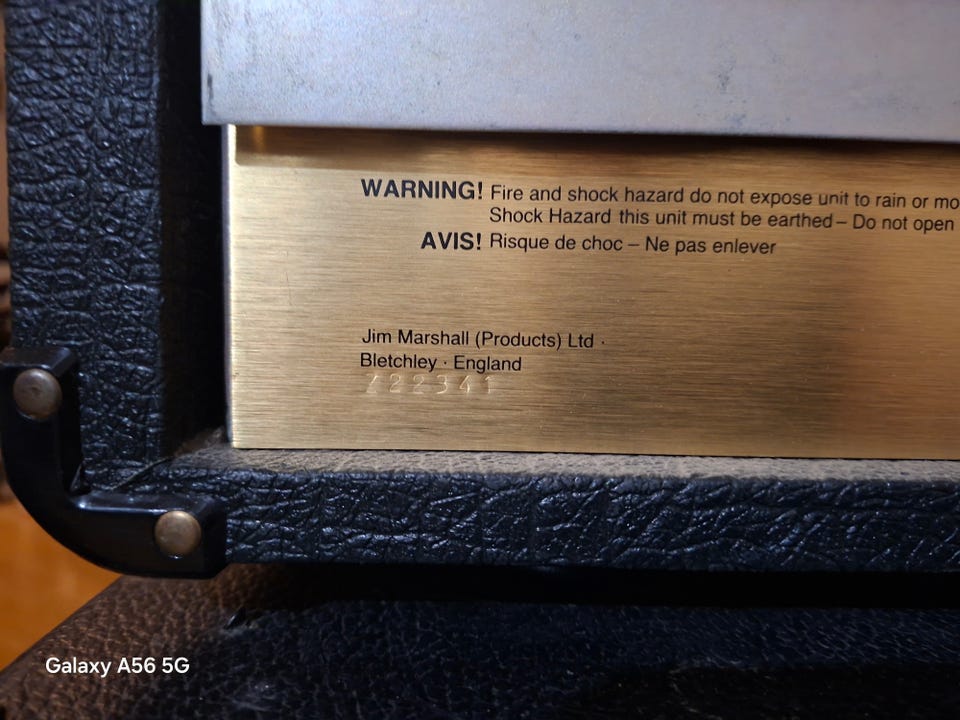 WARNING! Fire and shock hazard do not expose unit to rain or mo
Shock Hazard this unit must be earthed – Do not open
AVIS! Risque de choc – Ne pas enlever
Jim Marshall (Products) Ltd ·
Bletchley · England
Galaxy A56 5G